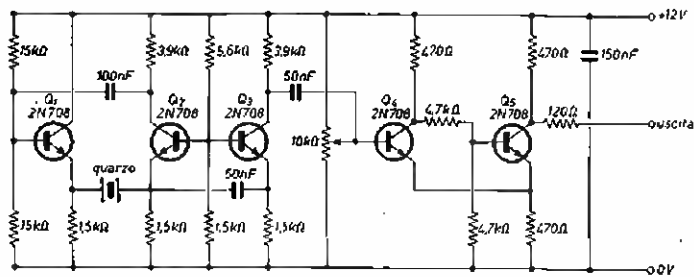 +12V
15kΩ
3,9kΩ
5,6kΩ
3,9kΩ
470Ω
470Ω
150nF
100nF
50nF
Q1
2N708
Q2
2N708
Q3
2N708
Q4
2N708
4,7kΩ
Q5
2N708
120Ω
uscita
10kΩ
quarzo
50nF
15kΩ
1,5kΩ
1,5kΩ
1,5kΩ
1,5kΩ
4,7kΩ
470Ω
0V